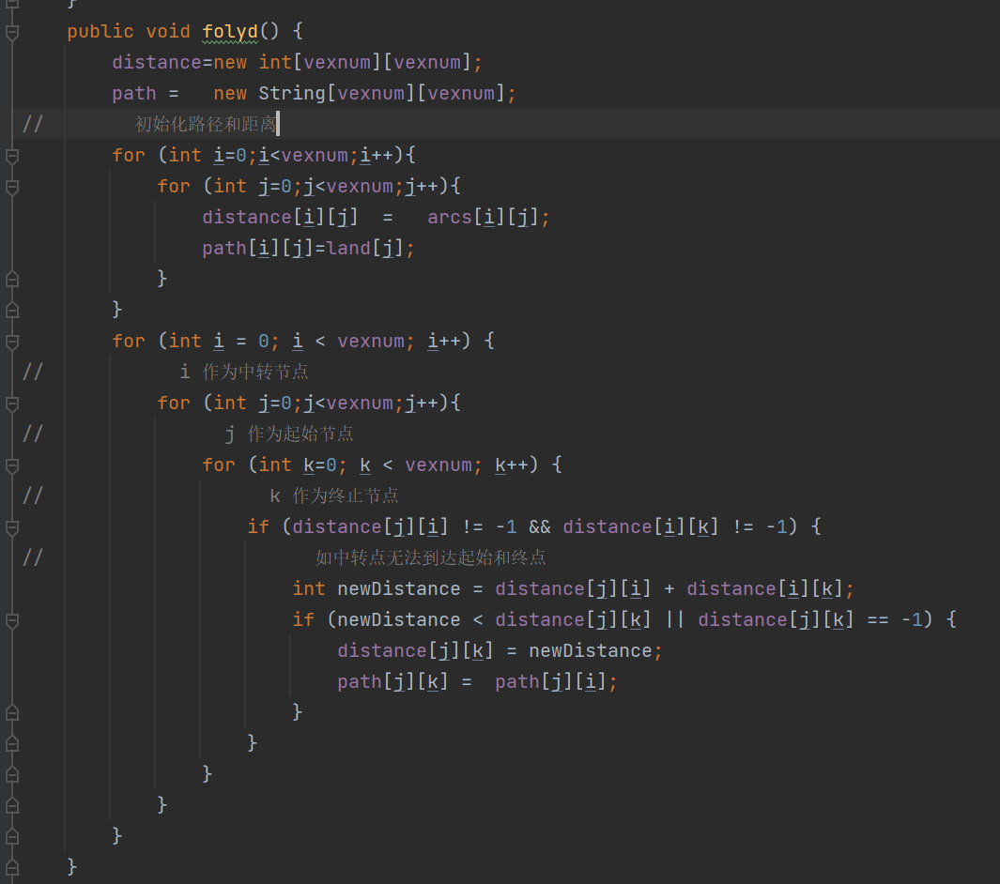 }
public void folyd() {
distance=new int[vexnum][vexnum];
path =   new String[vexnum][vexnum];
//        初始化路径和距离
for (int i=0;i<vexnum;i++){
for (int j=0;j<vexnum;j++){
distance[i][j]  =   arcs[i][j];
path[i][j]=land[j];
}
}
for (int i = 0; i < vexnum; i++) {
//            i 作为中转节点
for (int j=0;j<vexnum;j++){
//                j 作为起始节点
for (int k=0; k < vexnum; k++) {
//                    k 作为终止节点
if (distance[j][i] != -1 && distance[i][k] != -1) {
//                        如中转点无法到达起始和终点
int newDistance = distance[j][i] + distance[i][k];
if (newDistance < distance[j][k] || distance[j][k] == -1) {
distance[j][k] = newDistance;
path[j][k] =  path[j][i];
}
}
}
}
}
}